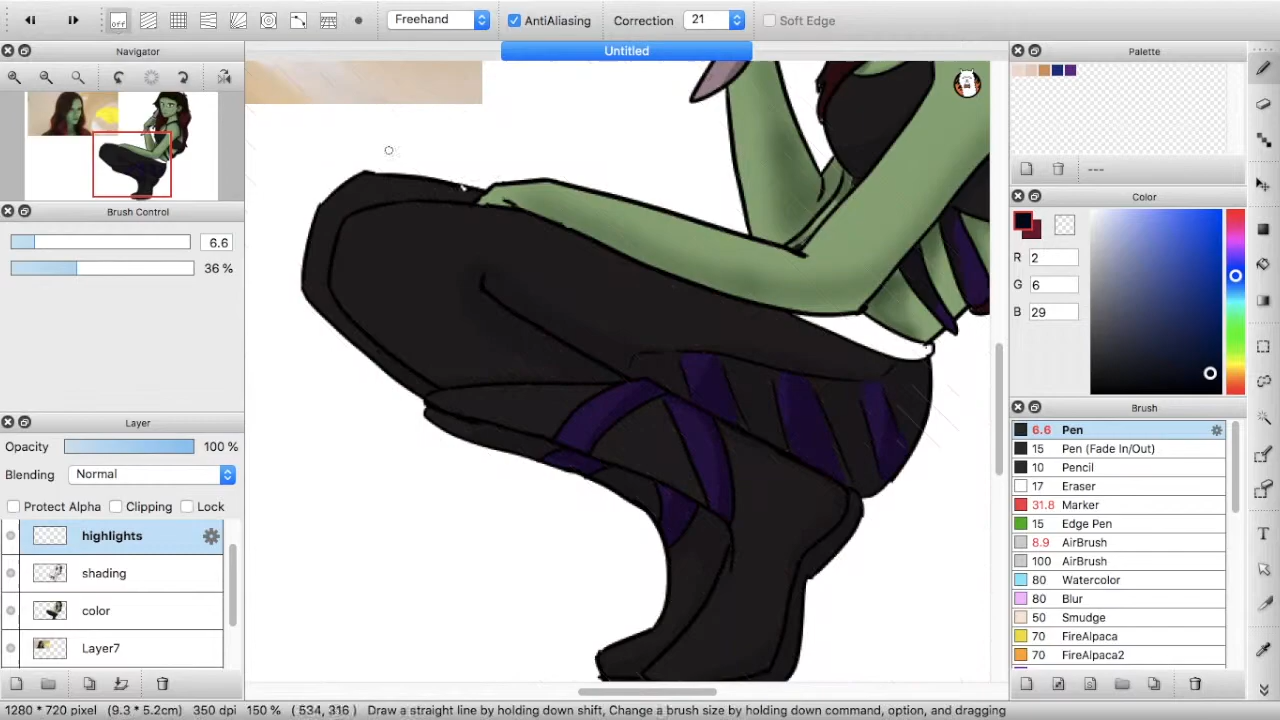 off
Freehand
AntiAliasing
Correction
21
Soft Edge
Navigator
Untitled
Palette
---
Brush Control
6.6
36 %
Color
R 2
G 6
B 29
Layer
Opacity 100 %
Blending Normal
Protect Alpha Clipping Lock
highlights
shading
color
Layer7
Brush
6.6 Pen
15 Pen (Fade In/Out)
10 Pencil
17 Eraser
31.8 Marker
15 Edge Pen
8.9 AirBrush
100 AirBrush
80 Watercolor
80 Blur
50 Smudge
70 FireAlpaca
70 FireAlpaca2
T
1280 * 720 pixel (9.3 * 5.2cm) 350 dpi 150 % ( 534, 316 ) Draw a straight line by holding down shift, Change a brush size by holding down command, option, and dragging